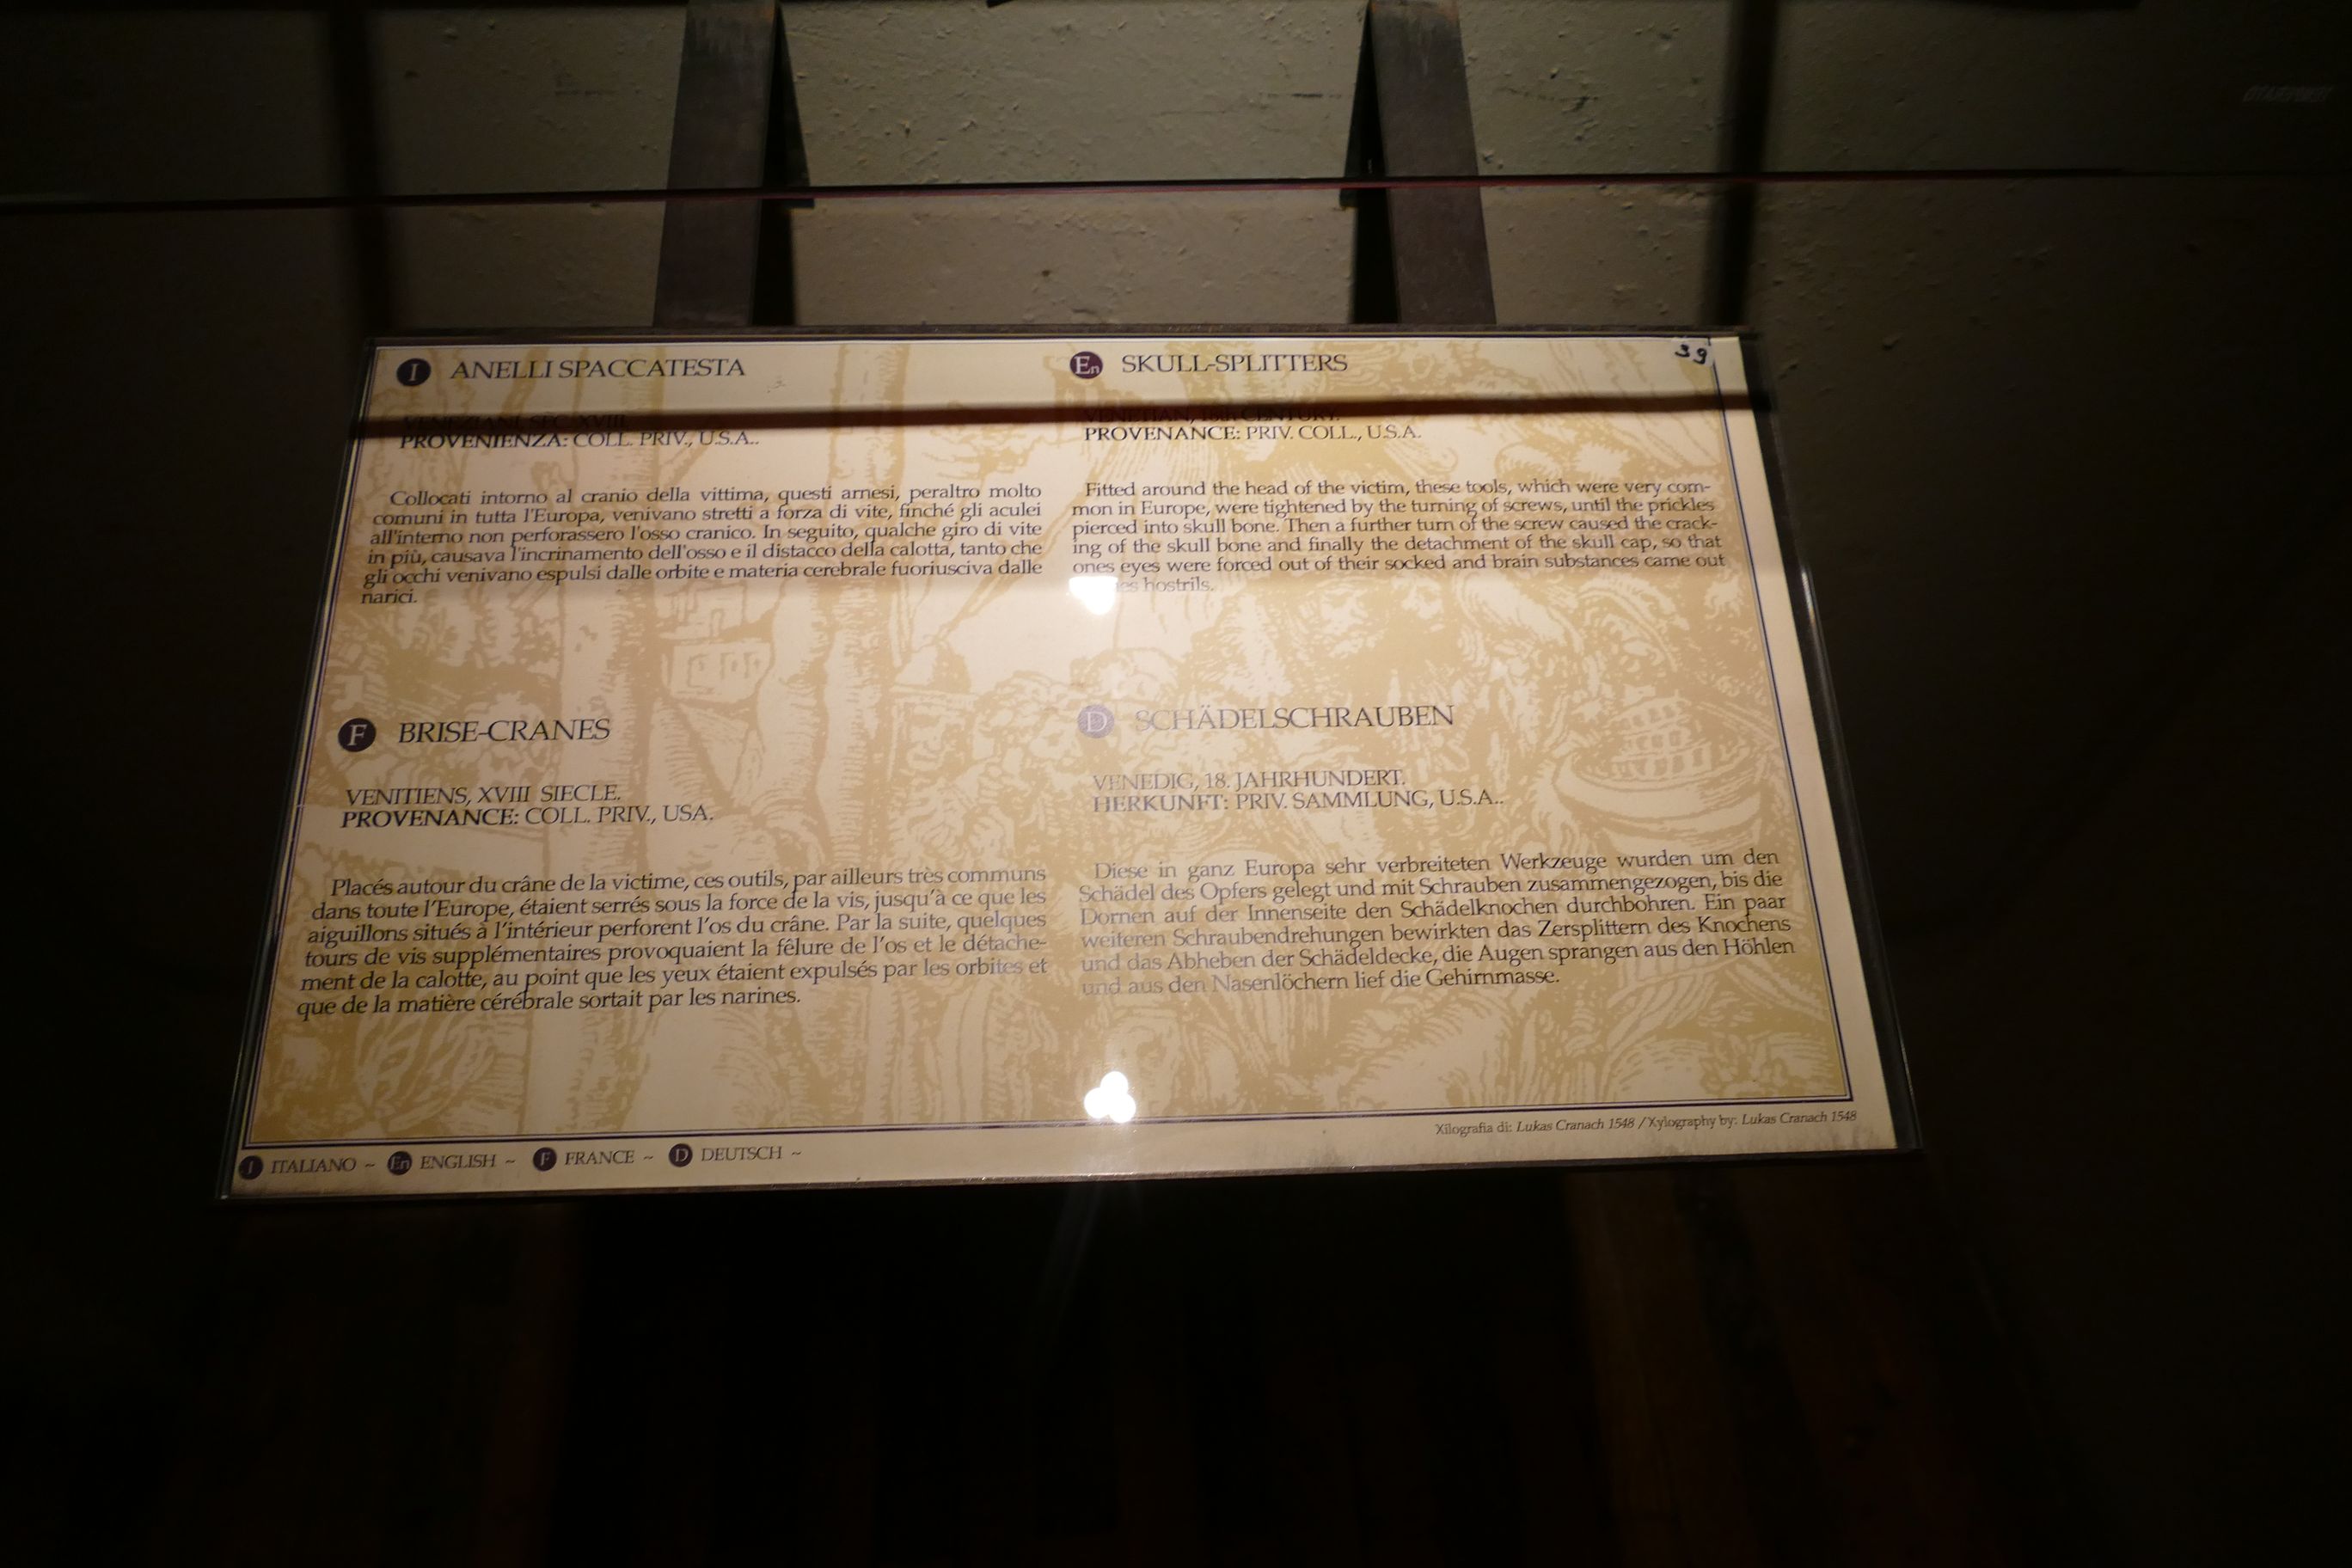 I ANELLI SPACCATESTA
VENEZIANI, SEC. XVIII.
PROVENIENZA: COLL. PRIV., U.S.A..
Collocati intorno al cranio della vittima, questi arnesi, peraltro molto
comuni in tutta l'Europa, venivano stretti a forza di vite, finché gli aculei
all'interno non perforassero l'osso cranico. In seguito, qualche giro di vite
in più, causava l'incrinamento dell'osso e il distacco della calotta, tanto che
gli occhi venivano espulsi dalle orbite e materia cerebrale fuoriusciva dalle
narici.
En SKULL-SPLITTERS
39
VENETIAN, 18th CENTURY.
PROVENANCE: PRIV. COLL., U.S.A.
Fitted around the head of the victim, these tools, which were very com-
mon in Europe, were tightened by the turning of screws, until the prickles
pierced into skull bone. Then a further turn of the screw caused the crack-
ing of the skull bone and finally the detachment of the skull cap, so that
ones eyes were forced out of their socked and brain substances came out
hostrils.
F BRISE-CRANES
VENITIENS, XVIII SIECLE.
PROVENANCE: COLL. PRIV., USA.
Placés autour du crâne de la victime, ces outils, par ailleurs très communs
dans toute l'Europe, étaient serrés sous la force de la vis, jusqu'à ce que les
aiguillons situés à l'intérieur perforent l'os du crâne. Par la suite, quelques
tours de vis supplémentaires provoquaient la fêlure de l'os et le détache-
ment de la calotte, au point que les yeux étaient expulsés par les orbites et
que de la matière cérébrale sortait par les narines.
D SCHÄDELSCHRAUBEN
VENEDIG, 18. JAHRHUNDERT.
HERKUNFT: PRIV. SAMMLUNG, U.S.A..
Diese in ganz Europa sehr verbreiteten Werkzeuge wurden um den
Schädel des Opfers gelegt und mit Schrauben zusammengezogen, bis die
Dornen auf der Innenseite den Schädelknochen durchbohren. Ein paar
weiteren Schraubendrehungen bewirkten das Zersplittern des Knochens
und das Abheben der Schädeldecke, die Augen sprangen aus den Höhlen
und aus den Nasenlöchern lief die Gehirnmasse.
Xilografia di: Lukas Cranach 1548 / Xylography by: Lukas Cranach 1548
I ITALIANO ~ En ENGLISH ~ F FRANCE ~ D DEUTSCH ~